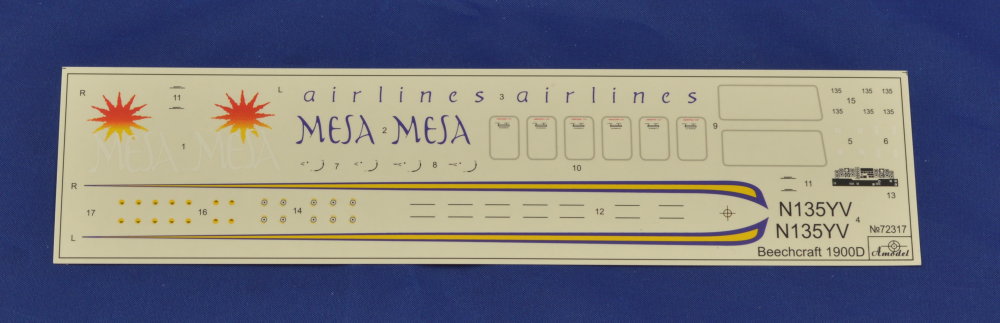 R
11
L
airlines 3 airlines
135 135 135
15
135 135 135
MESA 2 MESA
9
1
MESA MESA
5 6
7 8
10
R
11
13
17 16 14 12
N135YV
4
N135YV
№72317
L
Beechcraft 1900D
Amodel